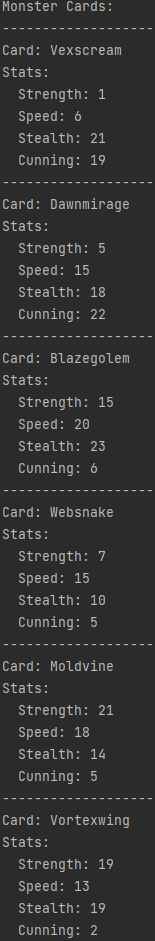 Monster Cards:
--------------------
Card: Vexscream
Stats:
  Strength: 1
  Speed: 6
  Stealth: 21
  Cunning: 19
--------------------
Card: Dawnmirage
Stats:
  Strength: 5
  Speed: 15
  Stealth: 18
  Cunning: 22
--------------------
Card: Blazegolem
Stats:
  Strength: 15
  Speed: 20
  Stealth: 23
  Cunning: 6
--------------------
Card: Websnake
Stats:
  Strength: 7
  Speed: 15
  Stealth: 10
  Cunning: 5
--------------------
Card: Moldvine
Stats:
  Strength: 21
  Speed: 18
  Stealth: 14
  Cunning: 5
--------------------
Card: Vortexwing
Stats:
  Strength: 19
  Speed: 13
  Stealth: 19
  Cunning: 2